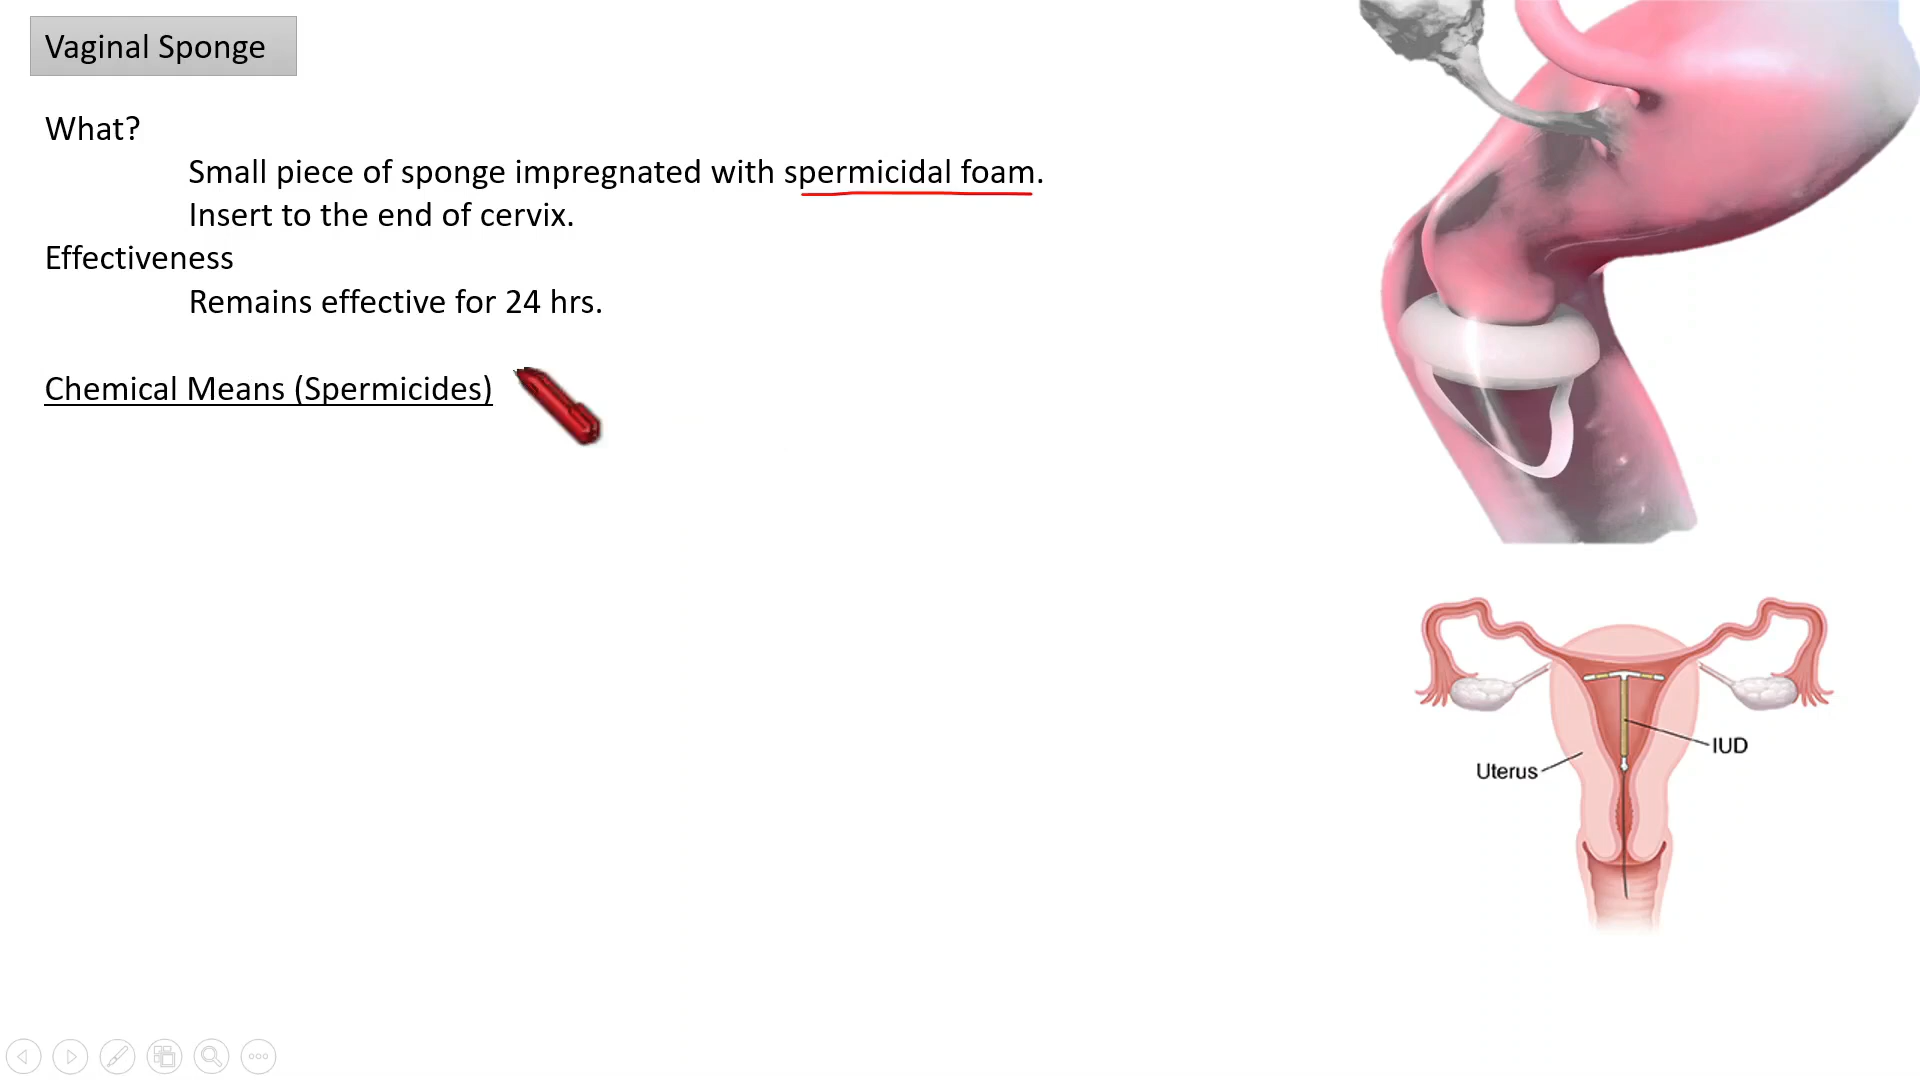 Vaginal Sponge
What?
Small piece of sponge impregnated with spermicidal foam.
Insert to the end of cervix.
Effectiveness
Remains effective for 24 hrs.
Chemical Means (Spermicides)
IUD
Uterus